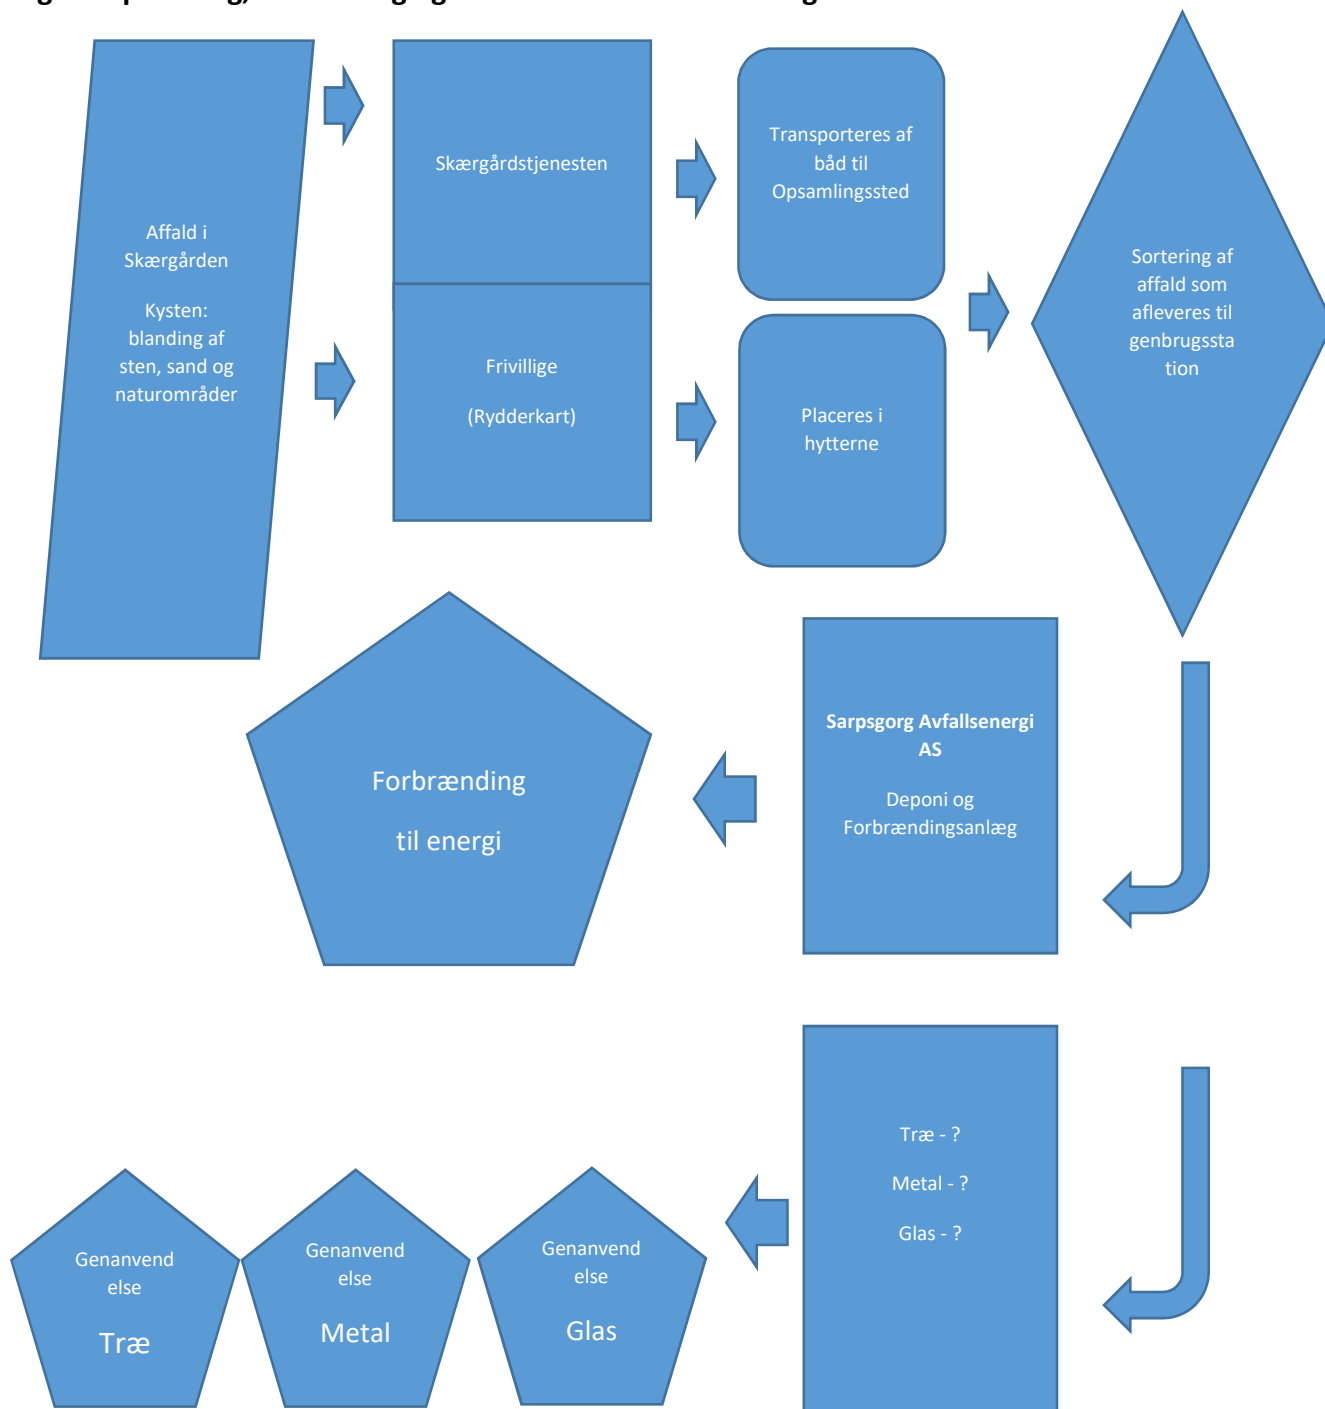 Affald i
Skærgården
Kysten:
blanding af
sten, sand og
naturområder
Skærgårdstjenesten
Frivillige
(Rydderkart)
Transporteres af
båd til
Opsamlingssted
Placeres i
hytterne
Sortering af
affald som
afleveres til
genbrugssta
tion
Sarpsgorg Avfallsenergi
AS
Deponi og
Forbrændingsanlæg
Forbrænding
til energi
Træ - ?
Metal - ?
Glas - ?
Genanvend
else
Træ
Genanvend
else
Metal
Genanvend
else
Glas